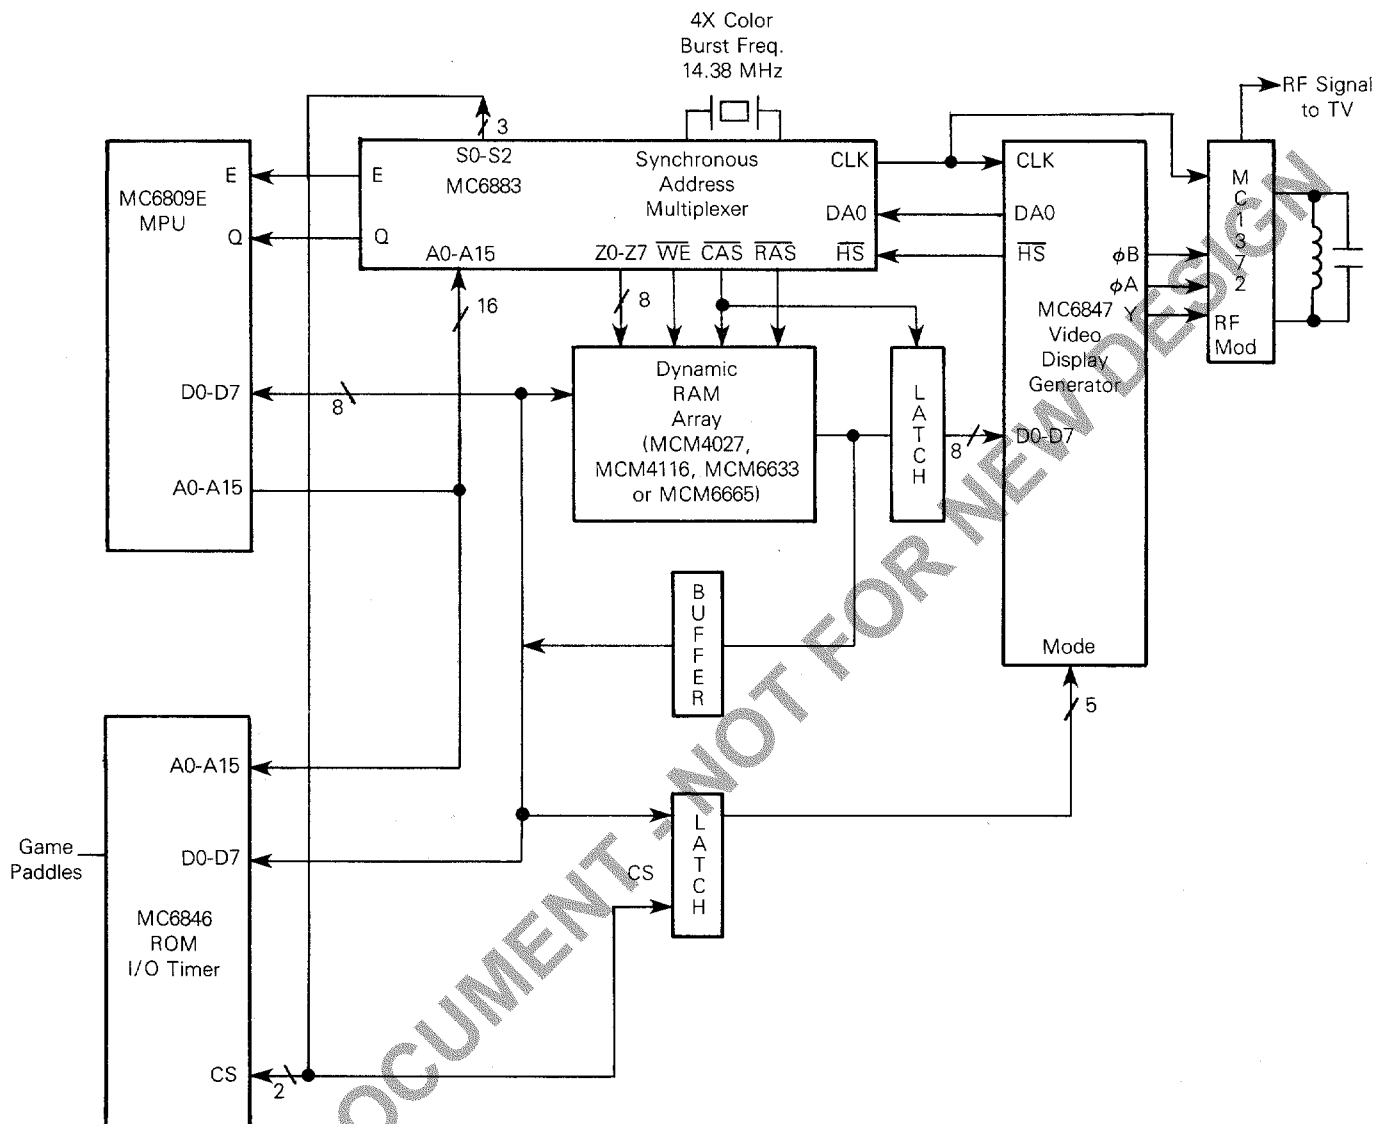 4X Color
Burst Freq.
14.38 MHz
RF Signal
to TV
3
S0-S2
MC6883
Synchronous
Address
Multiplexer
CLK
CLK
E
E
MC6809E
MPU
DA0
DA0
Q
Q
A0-A15
Z0-Z7
WE
CAS
RAS
HS
HS
MC1372
RF
Mod
φB
φA
Y
8
16
MC6847
Video
Display
Generator
Dynamic
RAM
Array
(MCM4027,
MCM4116, MCM6633
or MCM6665)
LATCH
D0-D7
8
8
D0-D7
A0-A15
BUFFER
Mode
5
A0-A15
D0-D7
Game
Paddles
LATCH
CS
MC6846
ROM
I/O Timer
CS
2
OCUMENT - NOT FOR NEW DESIGN